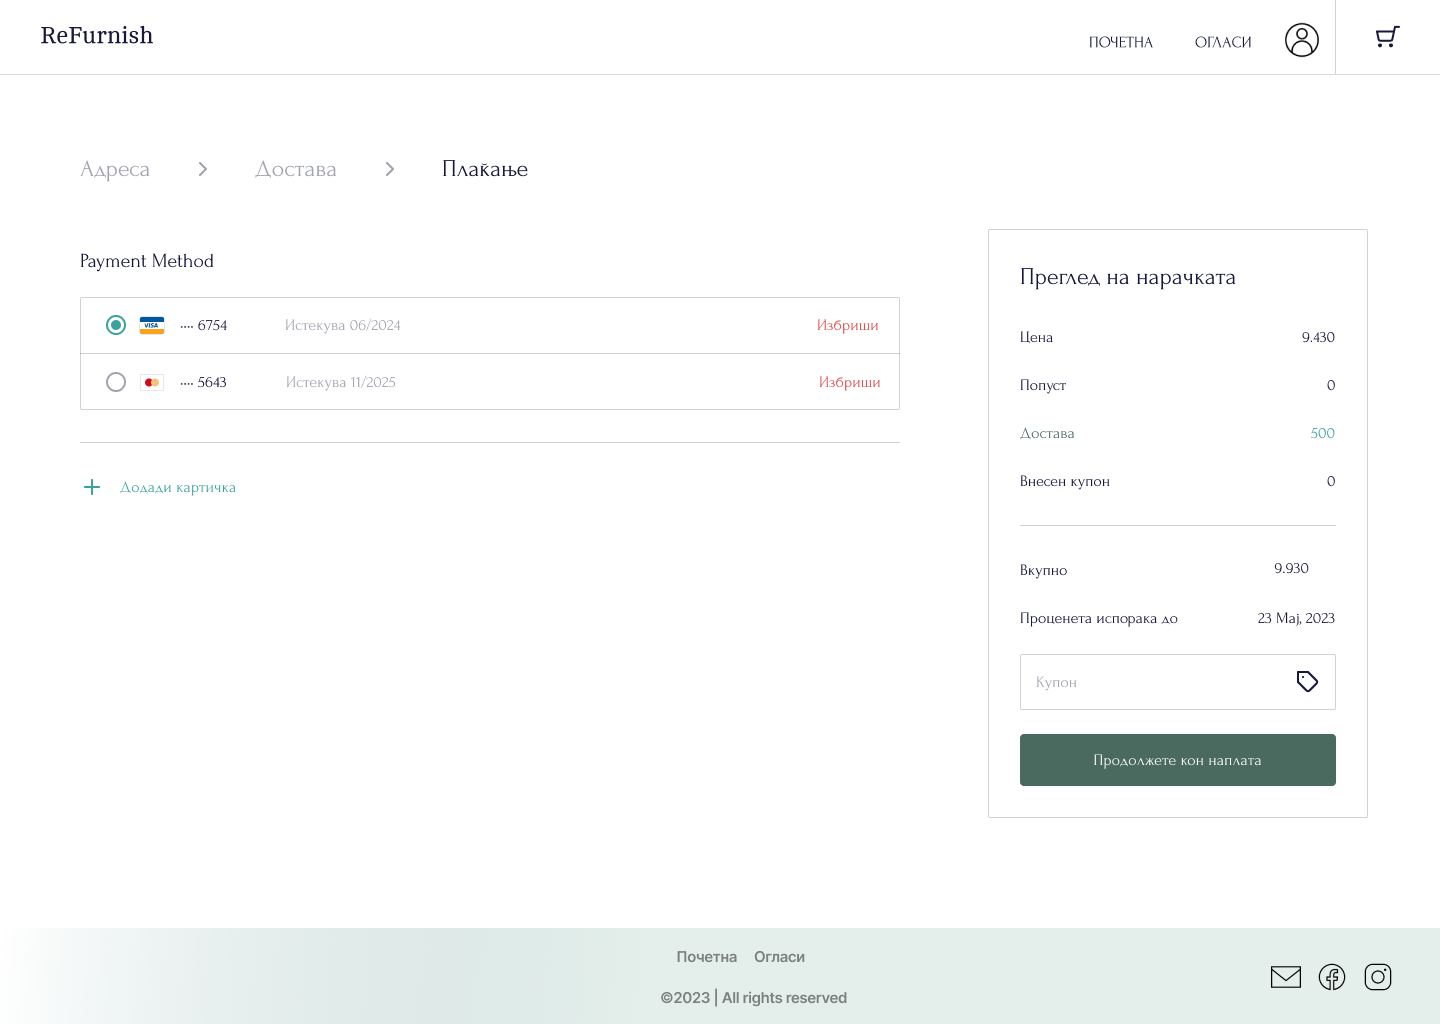 ReFurnish
ПОЧЕТНА ОГЛАСИ
Адреса Достава Плаќање
Payment Method
VISA •••• 6754 Истекува 06/2024 Избриши
•••• 5643 Истекува 11/2025 Избриши
Додади картичка
Преглед на нарачката
Цена 9.430
Попуст 0
Достава 500
Внесен купон 0
Вкупно 9.930
Проценета испорака до 23 Мај, 2023
Купон
Продолжете кон наплата
Почетна Огласи
©2023 | All rights reserved